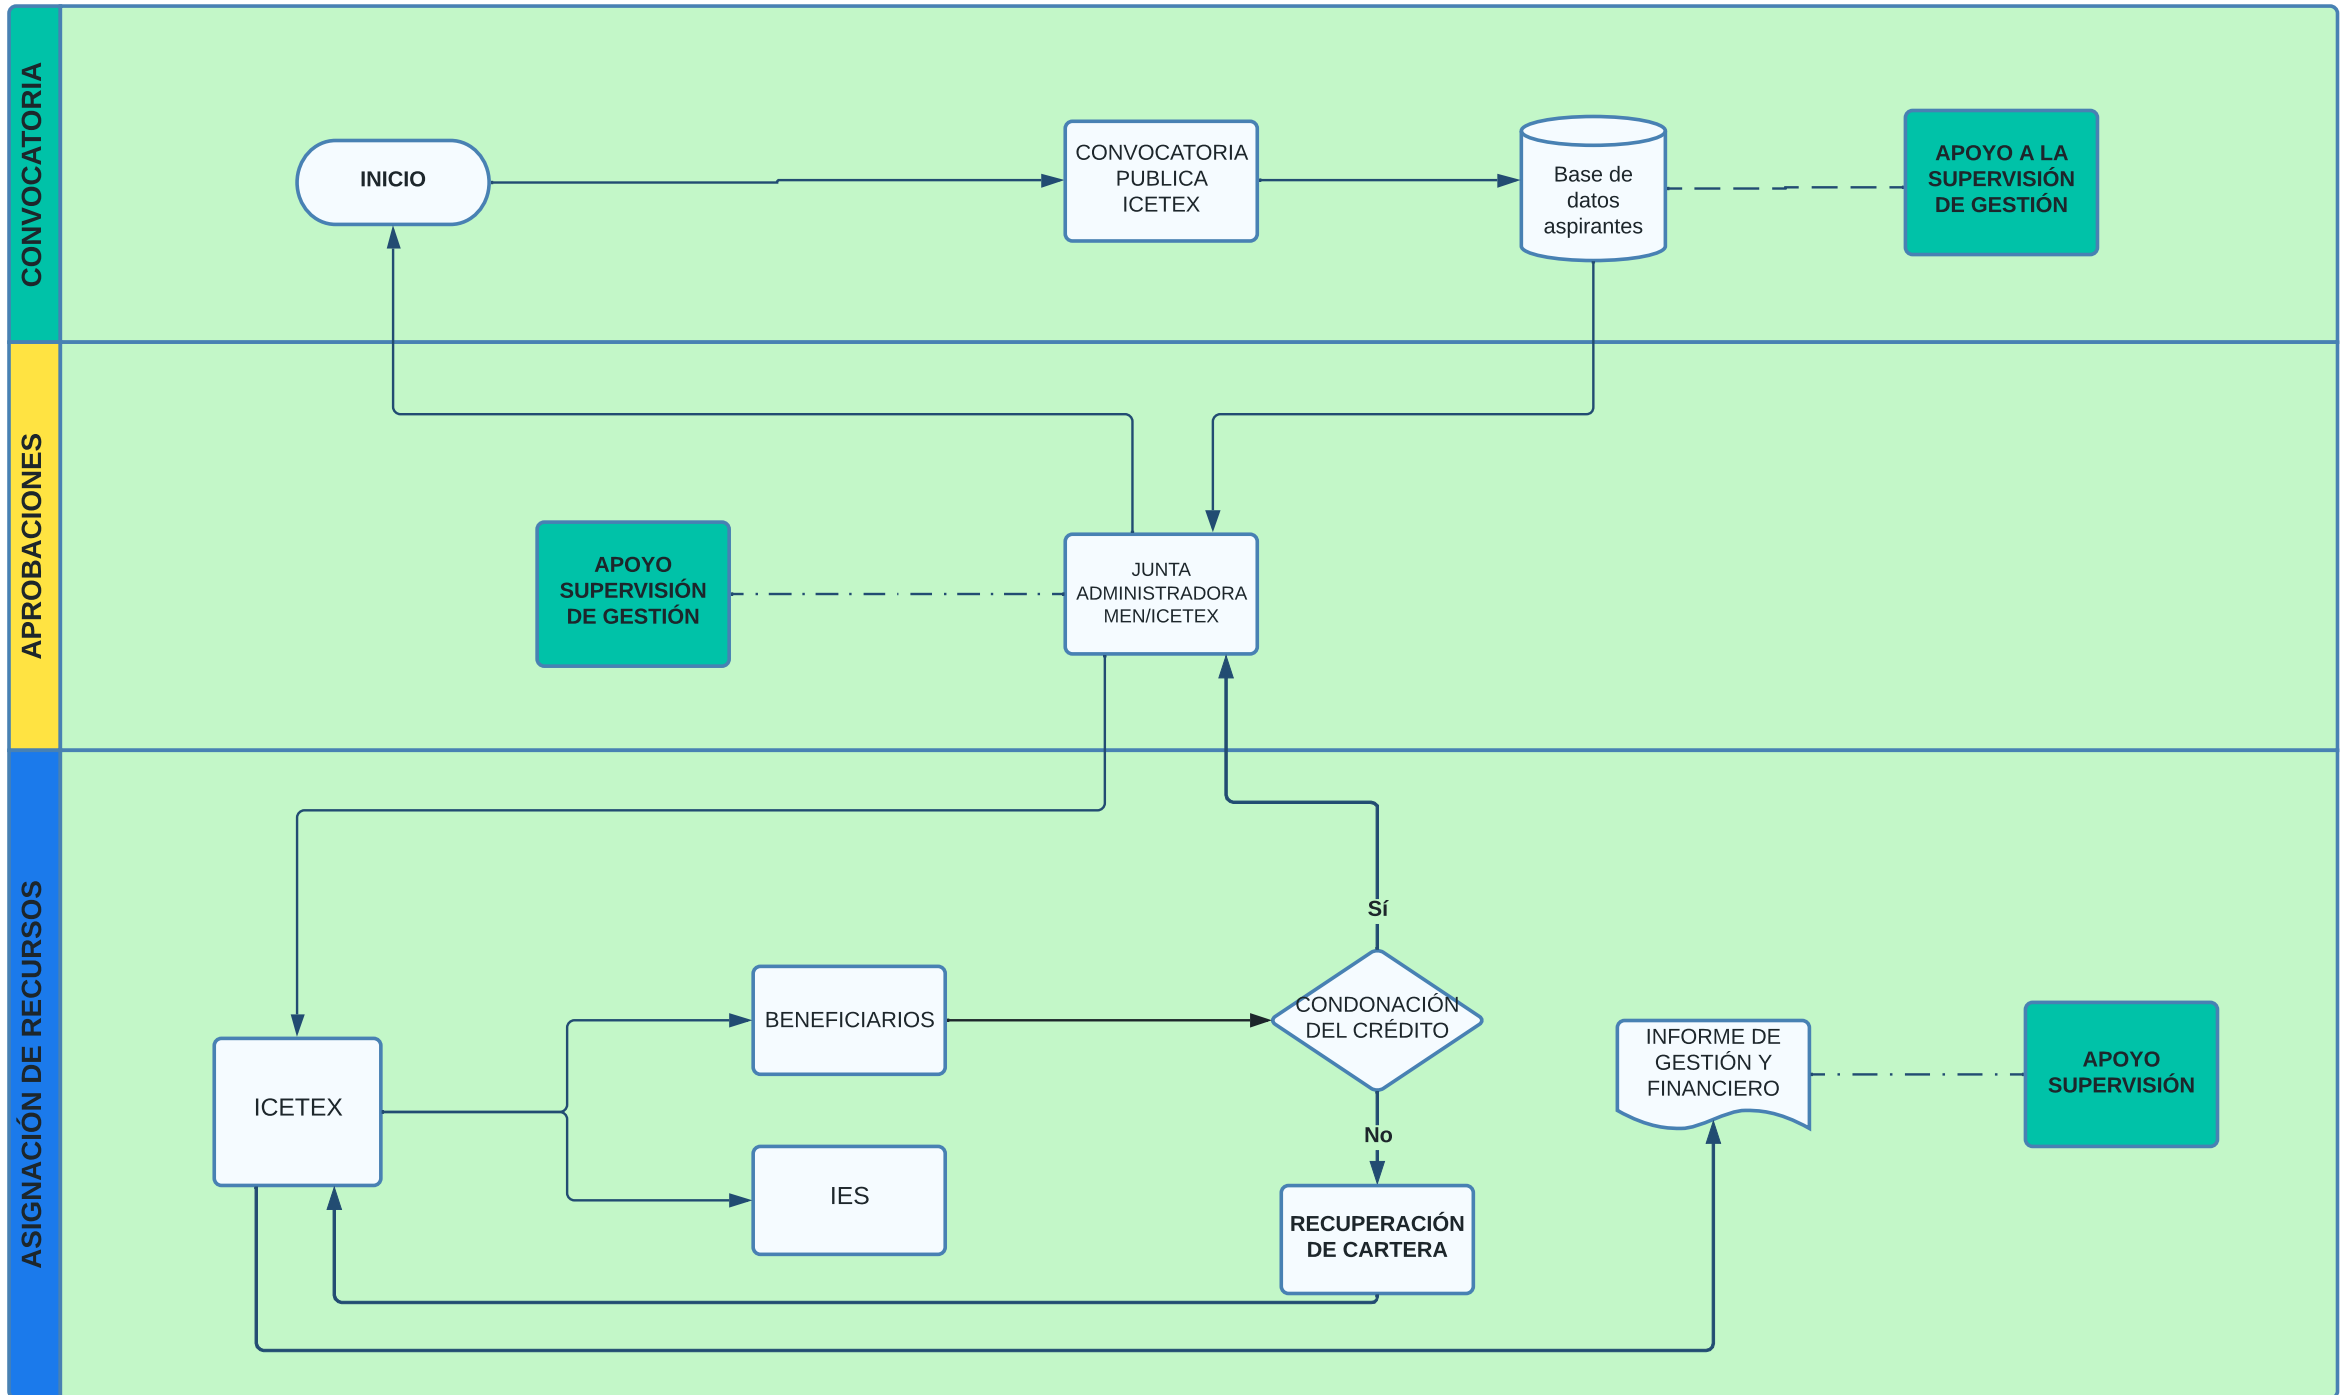 CONVOCATORIA
INICIO
CONVOCATORIA
PUBLICA
ICETEX
Base de
datos
aspirantes
APOYO A LA
SUPERVISIÓN
DE GESTIÓN
APROBACIONES
APOYO
SUPERVISIÓN
DE GESTIÓN
JUNTA
ADMINISTRADORA
MEN/ICETEX
ASIGNACIÓN DE RECURSOS
ICETEX
BENEFICIARIOS
IES
Sí
CONDONACIÓN
DEL CRÉDITO
No
RECUPERACIÓN
DE CARTERA
INFORME DE
GESTIÓN Y
FINANCIERO
APOYO
SUPERVISIÓN